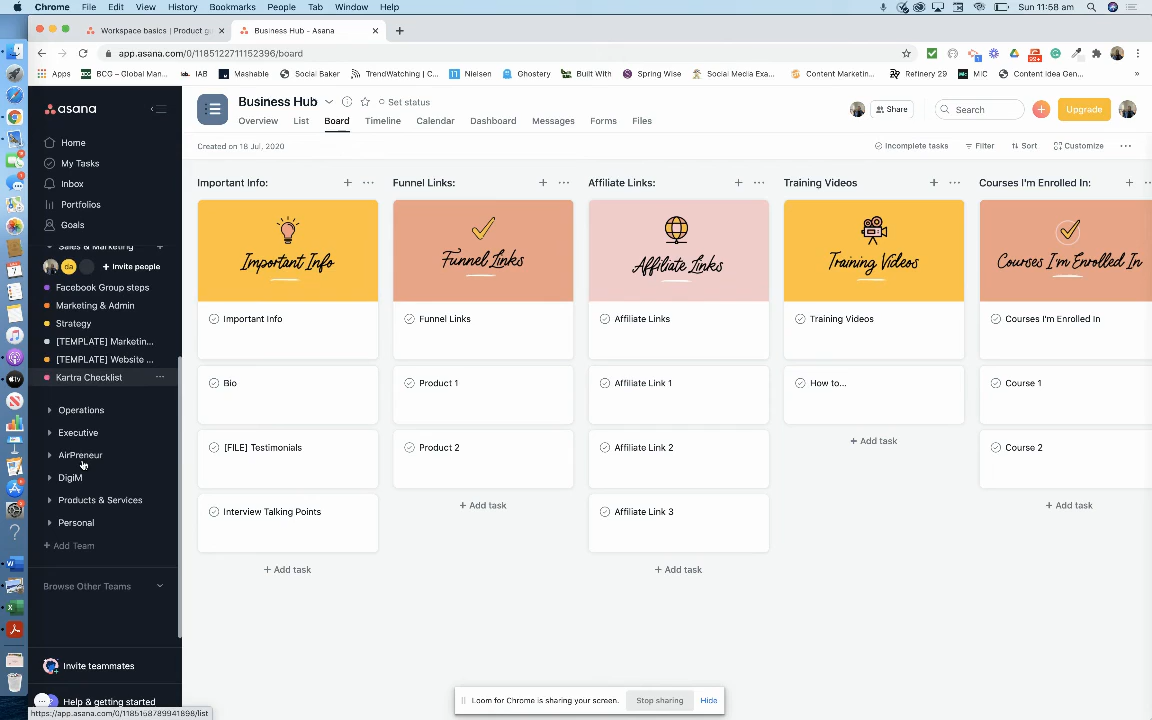 Chrome File Edit View History Bookmarks People Tab Window Help Sun 11:58 am
Workspace basics | Product g
Business Hub - Asana
app.asana.com/0/1185122711152396/board
Apps BCG – Global Man... IAB Mashable Social Baker TrendWatching | C... Nielsen Ghostery Built With Spring Wise Social Media Exa... Content Marketin... Refinery 29 MIC Content Idea Gen... »
asana
Home
My Tasks
Inbox
Portfolios
Goals
Sales & Marketing
da
Invite people
Facebook Group steps
Marketing & Admin
Strategy
[TEMPLATE] Marketin...
[TEMPLATE] Website ...
Kartra Checklist
Operations
Executive
AirPreneur
DigiM
Products & Services
Personal
+ Add Team
Browse Other Teams
Invite teammates
Help & getting started
https://app.asana.com/0/1185158789941898/list
Business Hub
Set status
Overview List Board Timeline Calendar Dashboard Messages Forms Files
Share
Search
Upgrade
Created on 18 Jul, 2020
Incomplete tasks
Filter
Sort
Customize
Important Info:
Important Info
Important Info
Bio
[FILE] Testimonials
Interview Talking Points
+ Add task
Funnel Links:
Funnel Links
Funnel Links
Product 1
Product 2
+ Add task
Affiliate Links:
Affiliate Links
Affiliate Links
Affiliate Link 1
Affiliate Link 2
Affiliate Link 3
+ Add task
Training Videos
Training Videos
Training Videos
How to...
+ Add task
Courses I'm Enrolled In:
Courses I'm Enrolled In
Courses I'm Enrolled In
Course 1
Course 2
+ Add task
Loom for Chrome is sharing your screen.
Stop sharing
Hide